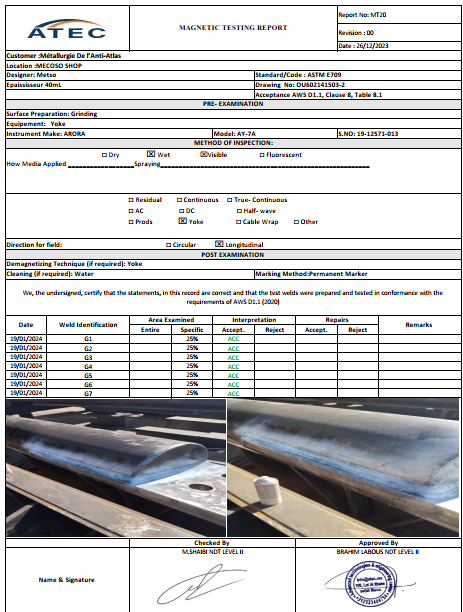 ATEC
MAGNETIC TESTING REPORT
Report No: MT20
Revision : 00
Date : 26/12/2023
Customer :Métallurgie De l'Anti-Atlas
Location :MECOSO SHOP
Designer: Metso
Standard/Code : ASTM E709
Epaississeur 40mL
Drawing No: OU602141503-2
Acceptance AWS D1.1, Clause 8, Table 8.1
PRE- EXAMINATION
Surface Preparation: Grinding
Equipement: Yoke
Instrument Make: ARORA
Model: AY-7A
S.NO: 19-12571-013
METHOD OF INSPECTION:
☐ Dry ☒ Wet ☒Visible ☐ Fluorescent
How Media Applied ________________Spraying________________________________
☐ Residual ☐ Continuous ☐ True- Continuous
☐ AC ☐ DC ☐ Half- wave
☐ Prods ☒ Yoke ☐ Cable Wrap ☐ Other
Direction for field: ☐ Circular ☒ Longitudinal
POST EXAMINATION
Demagnetizing Technique (if required): Yoke
Cleaning (if required): Water
Marking Method:Permanent Marker
We, the undersigned, certify that the statements, in this record are correct and that the test welds were prepared and tested in conformance with the
requirements of AWS D1.1 (2020)
Date Weld Identification Area Examined Interpretation Repairs Remarks
Entire Specific Accept. Reject Accept. Reject
19/01/2024 G1 25% ACC
19/01/2024 G2 25% ACC
19/01/2024 G3 25% ACC
19/01/2024 G4 25% ACC
19/01/2024 G5 25% ACC
19/01/2024 G6 25% ACC
19/01/2024 G7 25% ACC
Checked By
Approved By
M.SHAIBI NDT LEVEL II
BRAHIM LABOUS NDT LEVEL II
Name & Signature